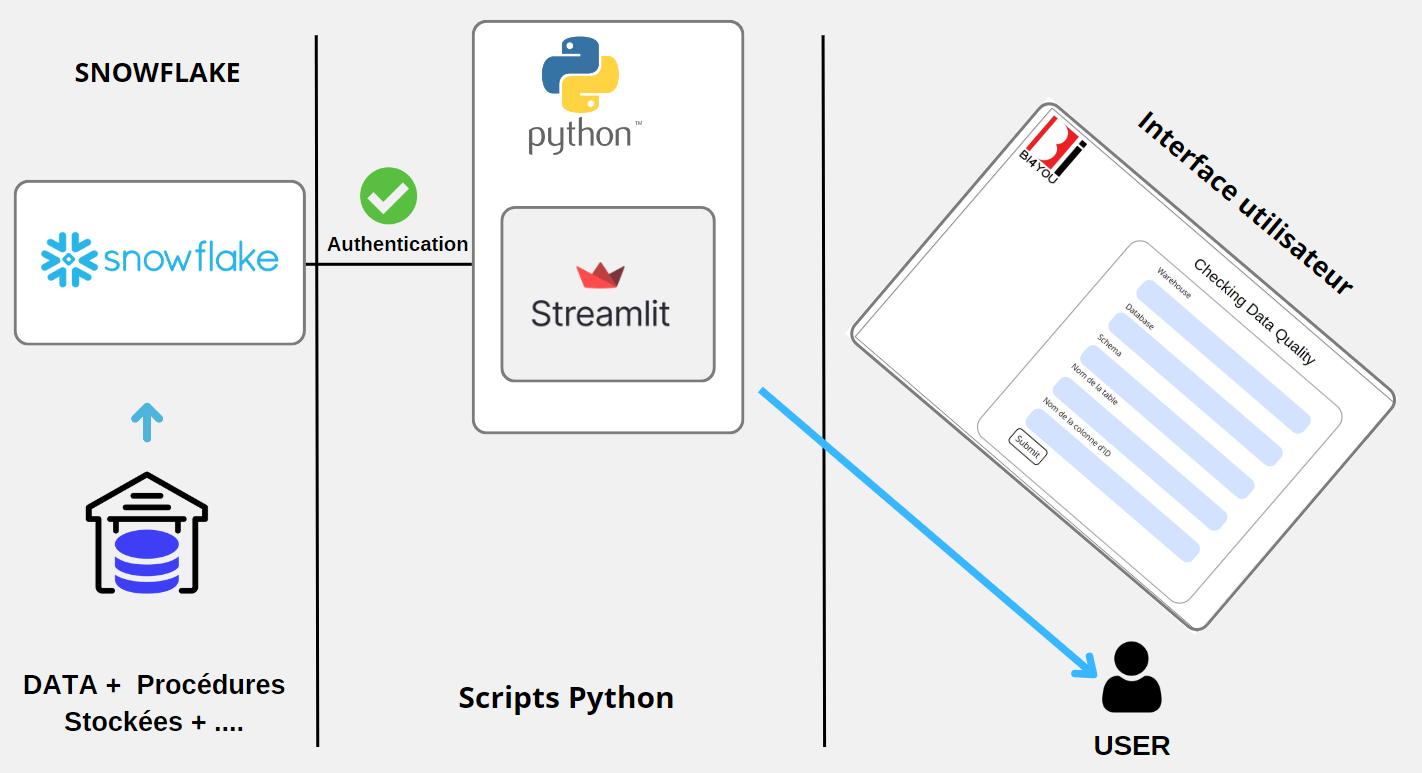 SNOWFLAKE
snowflake
DATA + Procédures
Stockées + ....
Authentication
python™
Streamlit
Scripts Python
Interface utilisateur
Bi
Bi4YOU
Checking Data Quality
Warehouse
Database
Schema
Nom de la table
Nom de la colonne d'ID
Submit
USER